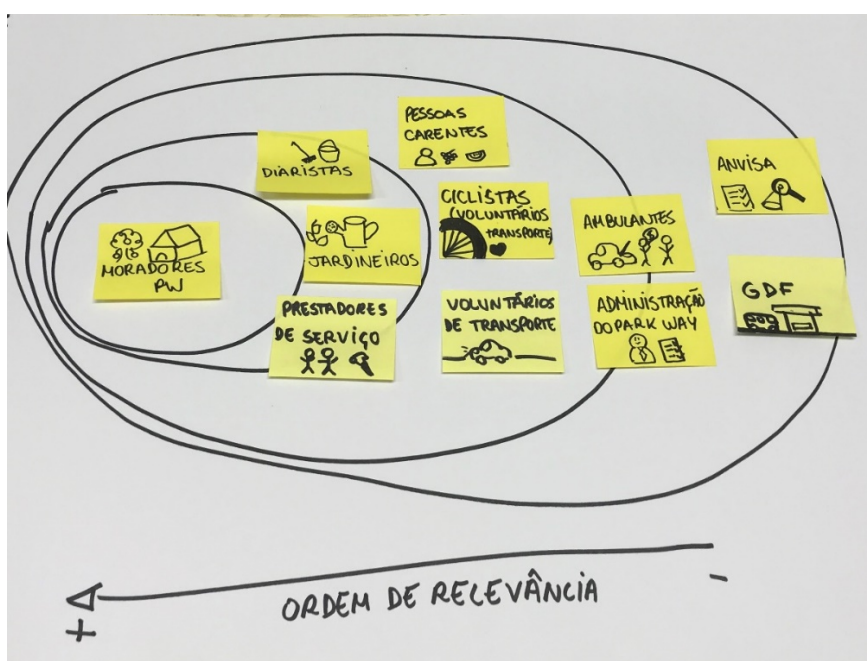 PESSOAS
CARENTES
DIARISTAS
ANVISA
CICLISTAS
(VOLUNTÁRIOS
TRANSPORTE)
AMBULANTES
MORADORES
PW
JARDINEIROS
PRESTADORES
DE SERVIÇO
VOLUNTÁRIOS
DE TRANSPORTE
ADMINISTRAÇÃO
DO PARK WAY
GDF
-
ORDEM DE RELEVÂNCIA
+